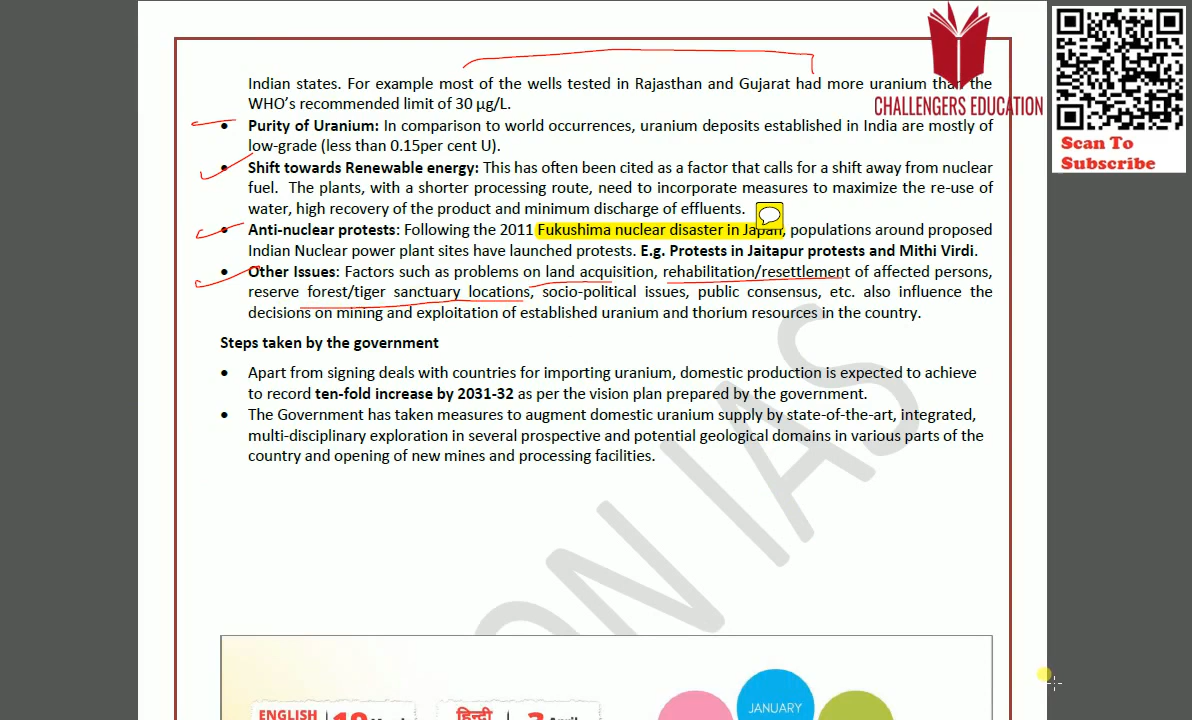 Indian states. For example most of the wells tested in Rajasthan and Gujarat had more uranium than the
WHO's recommended limit of 30 µg/L.
CHALLENGERS EDUCATION
Scan To
Subscribe
• Purity of Uranium: In comparison to world occurrences, uranium deposits established in India are mostly of
low-grade (less than 0.15per cent U).
• Shift towards Renewable energy: This has often been cited as a factor that calls for a shift away from nuclear
fuel. The plants, with a shorter processing route, need to incorporate measures to maximize the re-use of
water, high recovery of the product and minimum discharge of effluents.
• Anti-nuclear protests: Following the 2011 Fukushima nuclear disaster in Japan, populations around proposed
Indian Nuclear power plant sites have launched protests. E.g. Protests in Jaitapur protests and Mithi Virdi.
• Other Issues: Factors such as problems on land acquisition, rehabilitation/resettlement of affected persons,
reserve forest/tiger sanctuary locations, socio-political issues, public consensus, etc. also influence the
decisions on mining and exploitation of established uranium and thorium resources in the country.
Steps taken by the government
• Apart from signing deals with countries for importing uranium, domestic production is expected to achieve
to record ten-fold increase by 2031-32 as per the vision plan prepared by the government.
• The Government has taken measures to augment domestic uranium supply by state-of-the-art, integrated,
multi-disciplinary exploration in several prospective and potential geological domains in various parts of the
country and opening of new mines and processing facilities.
ON IAS
JANUARY
ENGLISH
हिन्दी